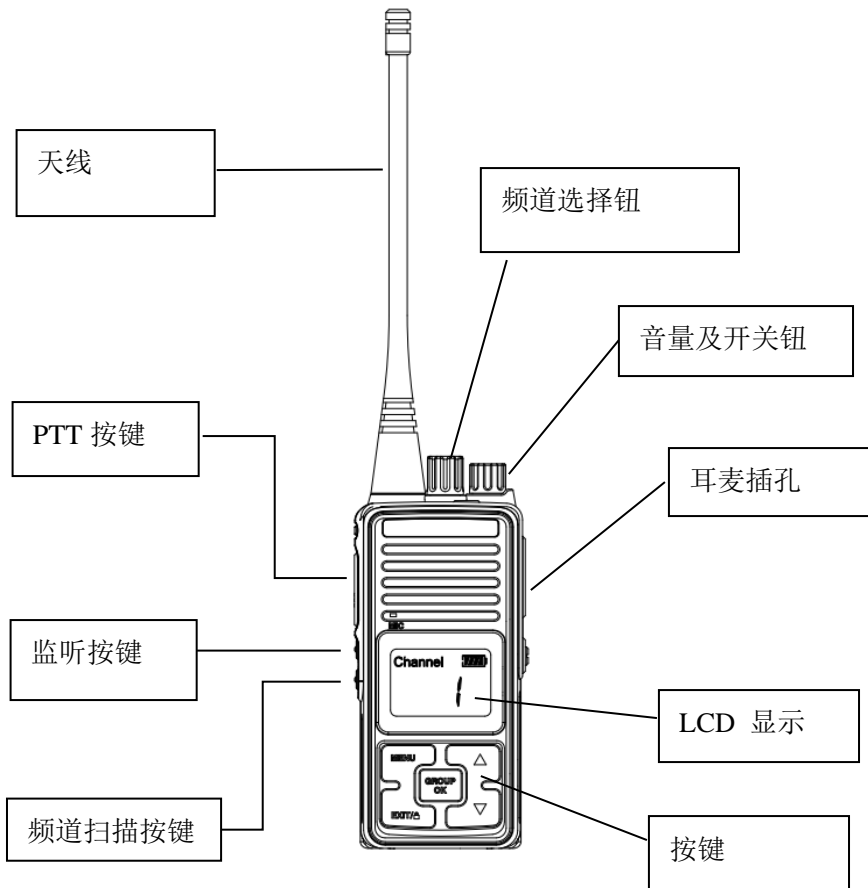 天线
频道选择钮
音量及开关钮
PTT 按键
耳麦插孔
MIC
监听按键
Channel
1
LCD 显示
MENU
GROUP
OK
EXIT/
△
▽
频道扫描按键
按键